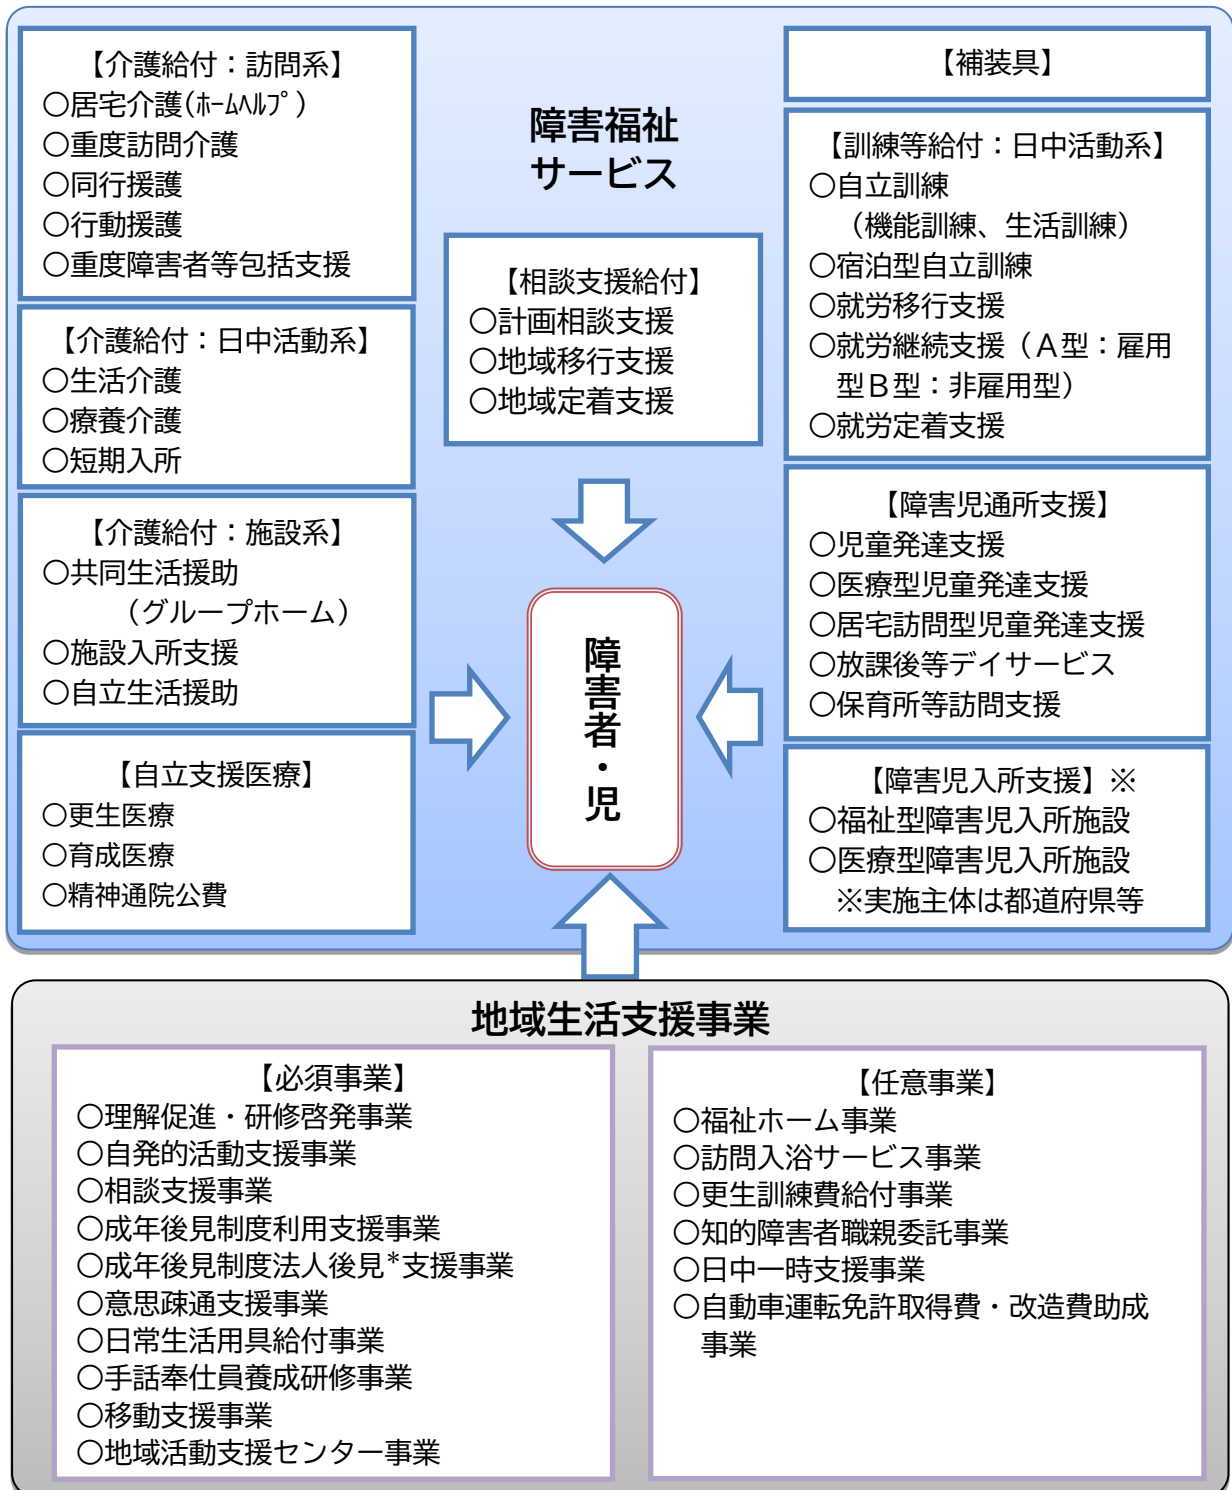 【介護給付：訪問系】
○居宅介護(ﾎｰﾑﾍﾙﾌﾟ)
○重度訪問介護
○同行援護
○行動援護
○重度障害者等包括支援
【介護給付：日中活動系】
○生活介護
○療養介護
○短期入所
【介護給付：施設系】
○共同生活援助
（グループホーム）
○施設入所支援
○自立生活援助
【自立支援医療】
○更生医療
○育成医療
○精神通院公費
障害福祉
サービス
【相談支援給付】
○計画相談支援
○地域移行支援
○地域定着支援
障害者・児
【補装具】
【訓練等給付：日中活動系】
○自立訓練
（機能訓練、生活訓練）
○宿泊型自立訓練
○就労移行支援
○就労継続支援（Ａ型：雇用
型Ｂ型：非雇用型）
○就労定着支援
【障害児通所支援】
○児童発達支援
○医療型児童発達支援
○居宅訪問型児童発達支援
○放課後等デイサービス
○保育所等訪問支援
【障害児入所支援】※
○福祉型障害児入所施設
○医療型障害児入所施設
※実施主体は都道府県等
地域生活支援事業
【必須事業】
○理解促進・研修啓発事業
○自発的活動支援事業
○相談支援事業
○成年後見制度利用支援事業
○成年後見制度法人後見*支援事業
○意思疎通支援事業
○日常生活用具給付事業
○手話奉仕員養成研修事業
○移動支援事業
○地域活動支援センター事業
【任意事業】
○福祉ホーム事業
○訪問入浴サービス事業
○更生訓練費給付事業
○知的障害者職親委託事業
○日中一時支援事業
○自動車運転免許取得費・改造費助成
事業